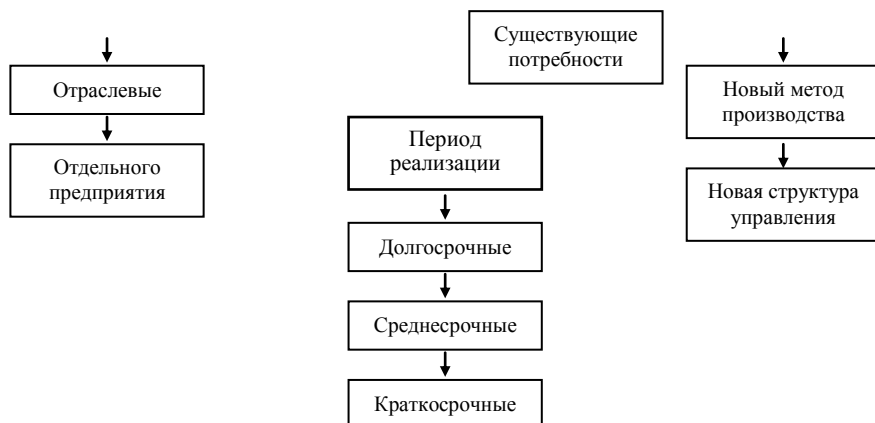 Существующие
потребности
Отраслевые
Новый метод
производства
Период
реализации
Отдельного
предприятия
Новая структура
управления
Долгосрочные
Среднесрочные
Краткосрочные